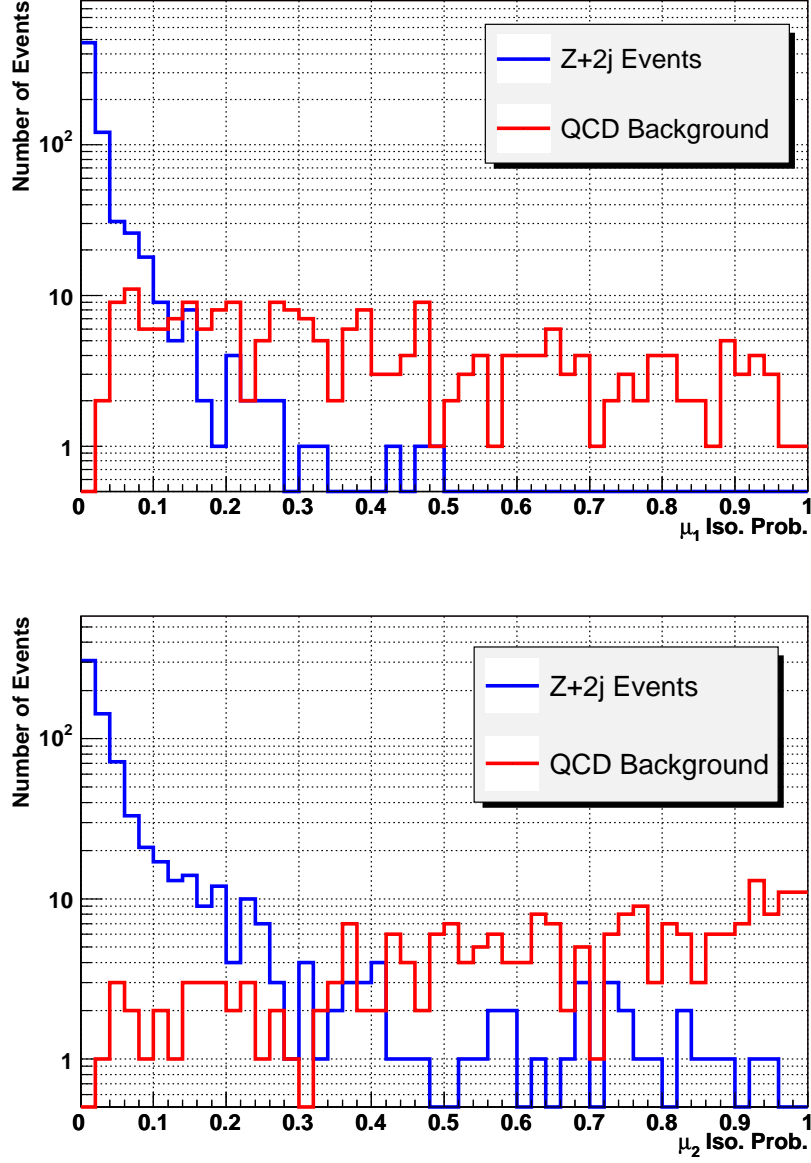 Number of Events
10²
10
1
Z+2j Events
QCD Background
0 0.1 0.2 0.3 0.4 0.5 0.6 0.7 0.8 0.9 1
μ₁ Iso. Prob.
Number of Events
10²
10
1
Z+2j Events
QCD Background
0 0.1 0.2 0.3 0.4 0.5 0.6 0.7 0.8 0.9 1
μ₂ Iso. Prob.